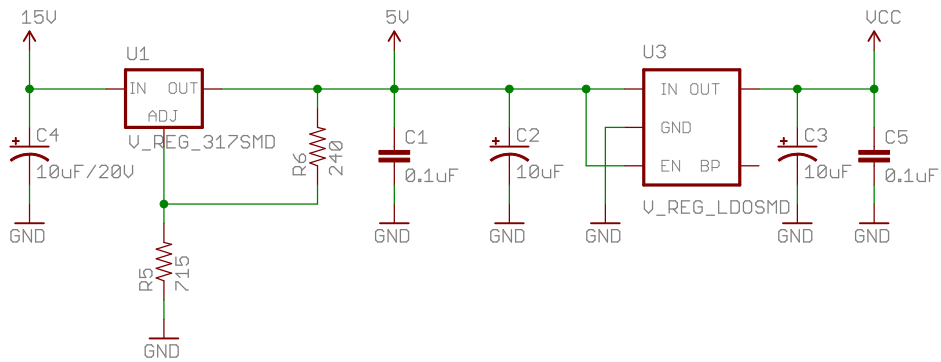 15V
5V
VCC
U1
U3
IN OUT
ADJ
V_REG_317SMD
C4
10uF/20V
R6
240
C1
0.1uF
C2
10uF
IN OUT
GND
EN BP
V_REG_LDOSMD
C3
10uF
C5
0.1uF
GND
GND
GND
GND
GND
GND
R5
715
GND